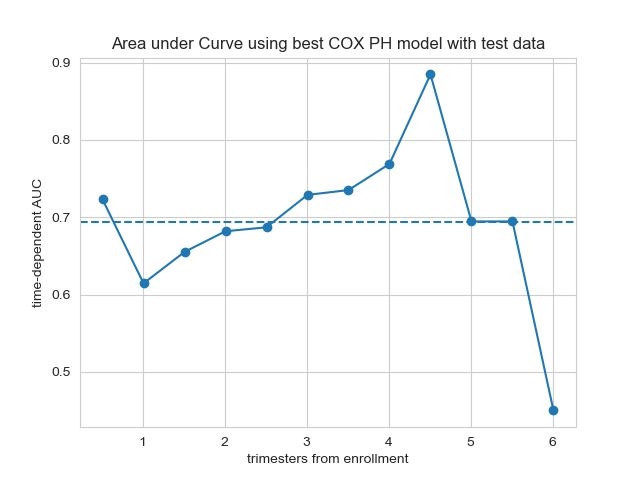 Area under Curve using best COX PH model with test data
0.9
0.8
0.7
0.6
0.5
time-dependent AUC
1 2 3 4 5 6
trimesters from enrollment